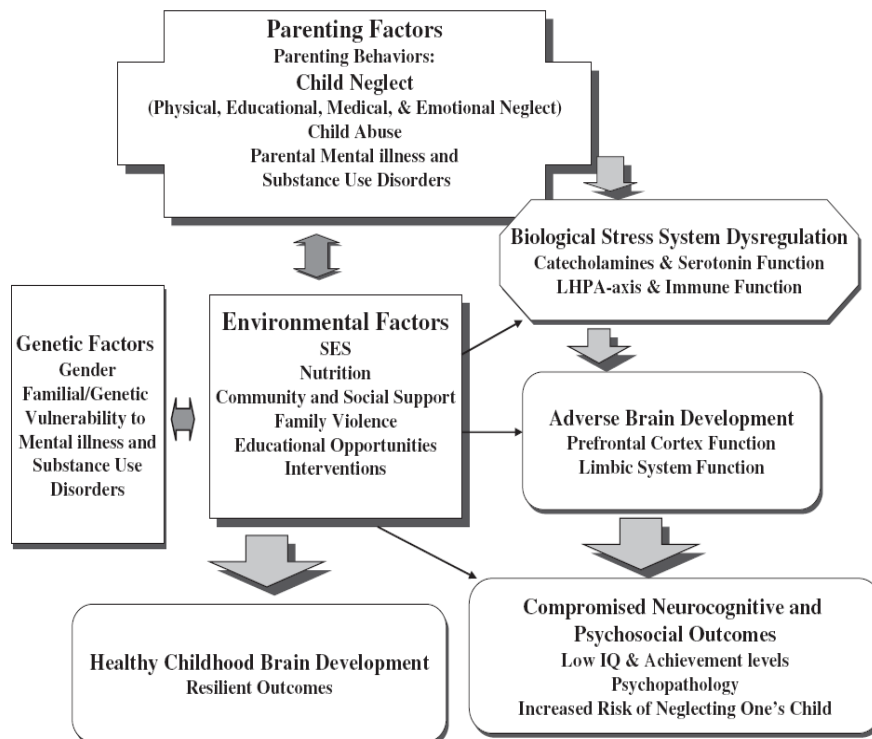 Parenting Factors
Parenting Behaviors:
Child Neglect
(Physical, Educational, Medical, & Emotional Neglect)
Child Abuse
Parental Mental illness and
Substance Use Disorders
Biological Stress System Dysregulation
Catecholamines & Serotonin Function
LHPA-axis & Immune Function
Genetic Factors
Gender
Familial/Genetic
Vulnerability to
Mental illness and
Substance Use
Disorders
Environmental Factors
SES
Nutrition
Community and Social Support
Family Violence
Educational Opportunities
Interventions
Adverse Brain Development
Prefrontal Cortex Function
Limbic System Function
Healthy Childhood Brain Development
Resilient Outcomes
Compromised Neurocognitive and
Psychosocial Outcomes
Low IQ & Achievement levels
Psychopathology
Increased Risk of Neglecting One's Child